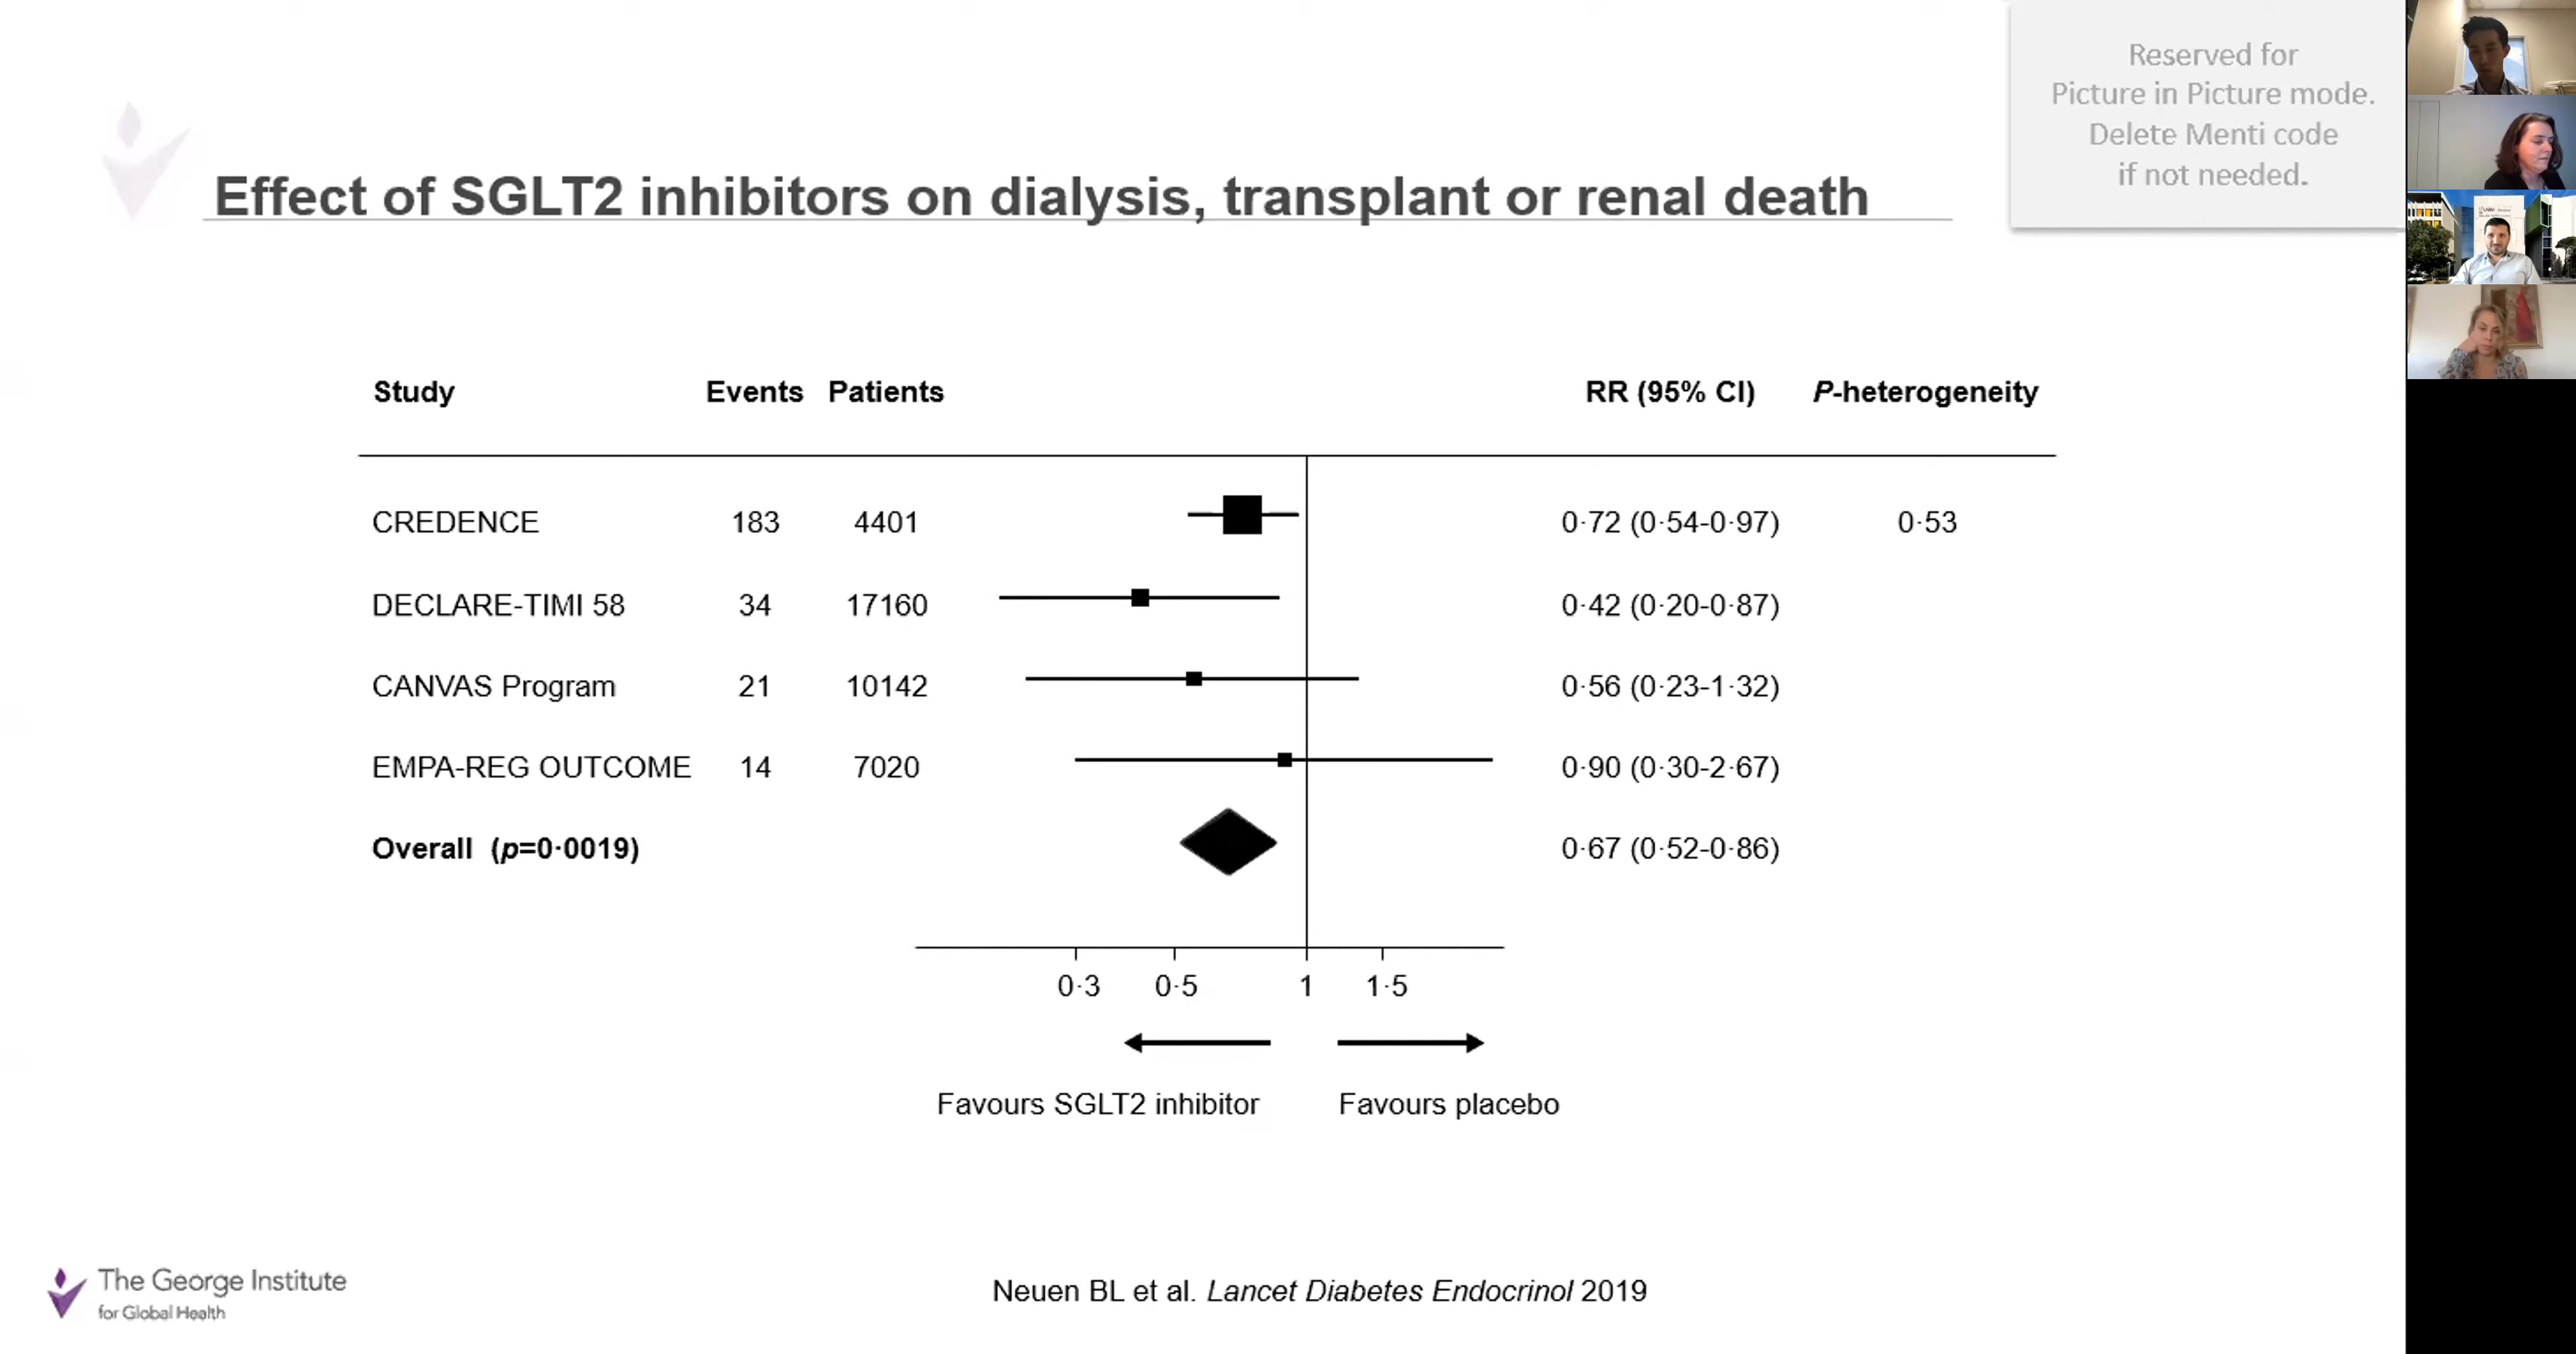 Reserved for
Picture in Picture mode.
Delete Menti code
if not needed.
Effect of SGLT2 inhibitors on dialysis, transplant or renal death
Study Events Patients RR (95% CI) P-heterogeneity
CREDENCE 183 4401 0·72 (0·54-0·97) 0·53
DECLARE-TIMI 58 34 17160 0·42 (0·20-0·87)
CANVAS Program 21 10142 0·56 (0·23-1·32)
EMPA-REG OUTCOME 14 7020 0·90 (0·30-2·67)
Overall (p=0·0019) 0·67 (0·52-0·86)
0·3 0·5 1 1·5
Favours SGLT2 inhibitor Favours placebo
The George Institute
for Global Health
Neuen BL et al. Lancet Diabetes Endocrinol 2019